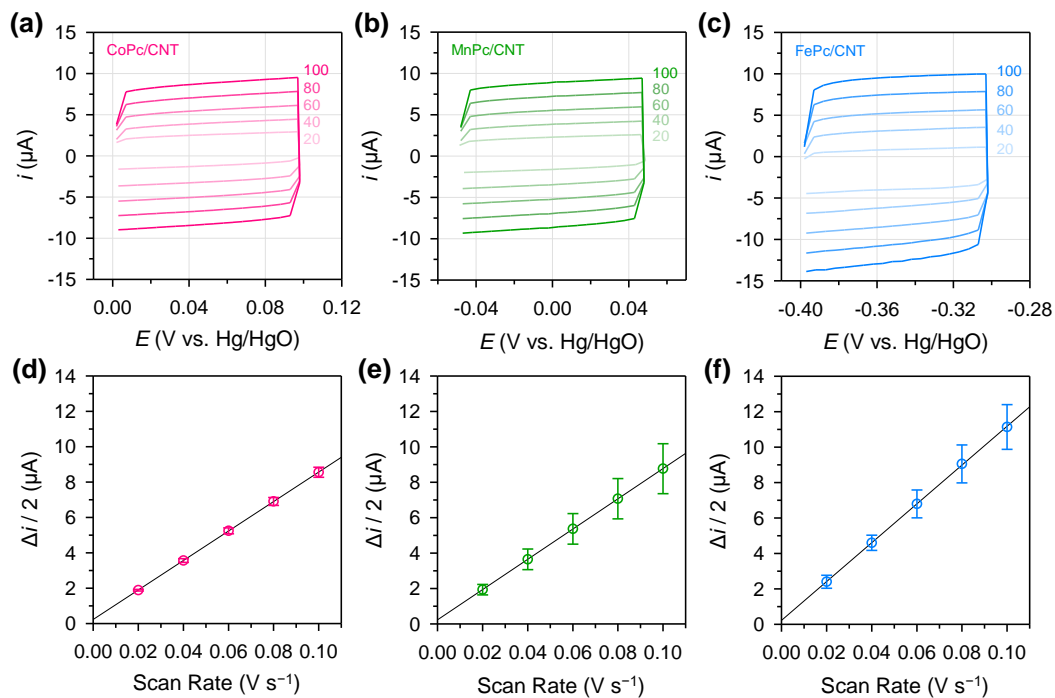 (a)
CoPc/CNT
100
80
60
40
20
15
10
5
0
-5
-10
-15
i (µA)
0.00
0.04
0.08
0.12
E (V vs. Hg/HgO)
(b)
MnPc/CNT
100
80
60
40
20
15
10
5
0
-5
-10
-15
i (µA)
-0.04
0.00
0.04
E (V vs. Hg/HgO)
(c)
FePc/CNT
100
80
60
40
20
15
10
5
0
-5
-10
-15
i (µA)
-0.40
-0.36
-0.32
-0.28
E (V vs. Hg/HgO)
(d)
14
12
10
8
6
4
2
0
Δi / 2 (µA)
0.00 0.02 0.04 0.06 0.08 0.10
Scan Rate (V s⁻¹)
(e)
14
12
10
8
6
4
2
0
Δi / 2 (µA)
0.00 0.02 0.04 0.06 0.08 0.10
Scan Rate (V s⁻¹)
(f)
14
12
10
8
6
4
2
0
Δi / 2 (µA)
0.00 0.02 0.04 0.06 0.08 0.10
Scan Rate (V s⁻¹)